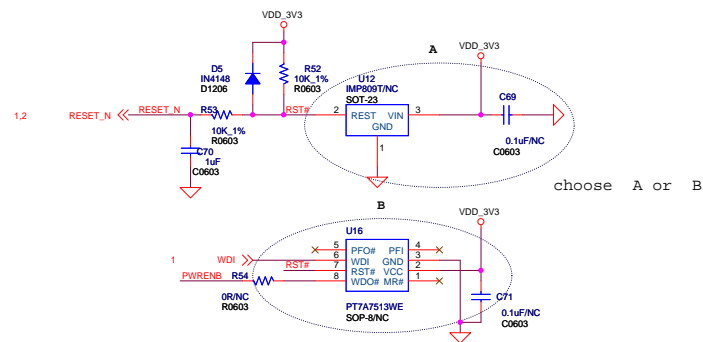 VDD_3V3
A
VDD_3V3
D5
IN4148
D1206
R52
10K_1%
R0603
U12
IMP809T/NC
SOT-23
1,2
RESET_N
RESET_N
R53
RST#
2
REST
VIN
3
GND
1
C69
0.1uF/NC
C0603
10K_1%
R0603
C70
1uF
C0603
choose A or B
B
VDD_3V3
U16
1
WDI
RST#
PWRENB
R54
0R/NC
R0603
5
PFO#
PFI
4
6
WDI
GND
3
7
RST#
VCC
2
8
WDO#
MR#
1
PT7A7513WE
SOP-8/NC
C71
0.1uF/NC
C0603